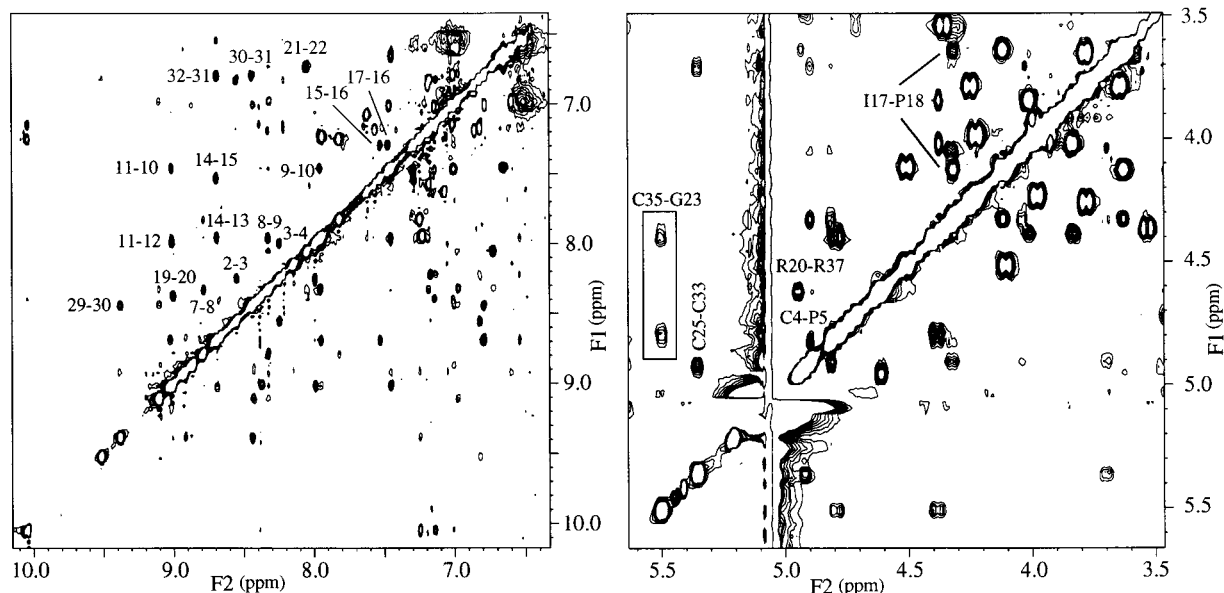 30-31
21-22
32-31
17-16
15-16
11-10
14-15
9-10
14-13
8-9
3-4
11-12
2-3
19-20
29-30
7-8
7.0
8.0
9.0
10.0
F1 (ppm)
10.0 9.0 8.0 7.0
F2 (ppm)
I17-P18
C35-G23
R20-R37
C4-P5
C25-C33
3.5
4.0
4.5
5.0
5.5
F1 (ppm)
5.5 5.0 4.5 4.0 3.5
F2 (ppm)